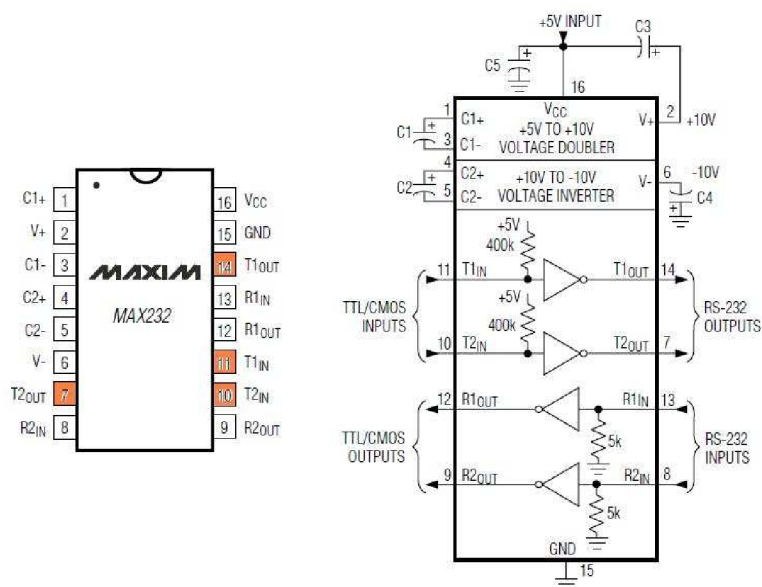 C1+ 1
V+ 2
C1- 3
C2+ 4
C2- 5
V- 6
T2OUT 7
R2IN 8
MAXIM
MAX232
16 VCC
15 GND
14 T1OUT
13 R1IN
12 R1OUT
11 T1IN
10 T2IN
9 R2OUT
+5V INPUT
C3
C5
16
1
C1+
VCC
V+
2
+10V
+5V TO +10V
VOLTAGE DOUBLER
C1
3
C1-
4
C2+
+10V TO -10V
VOLTAGE INVERTER
V-
6
-10V
C2
5
C2-
C4
+5V
400k
11
T1IN
T1OUT
14
TTL/CMOS
INPUTS
+5V
400k
RS-232
OUTPUTS
10
T2IN
T2OUT
7
12
R1OUT
R1IN
13
5k
TTL/CMOS
OUTPUTS
RS-232
INPUTS
9
R2OUT
R2IN
8
5k
GND
15